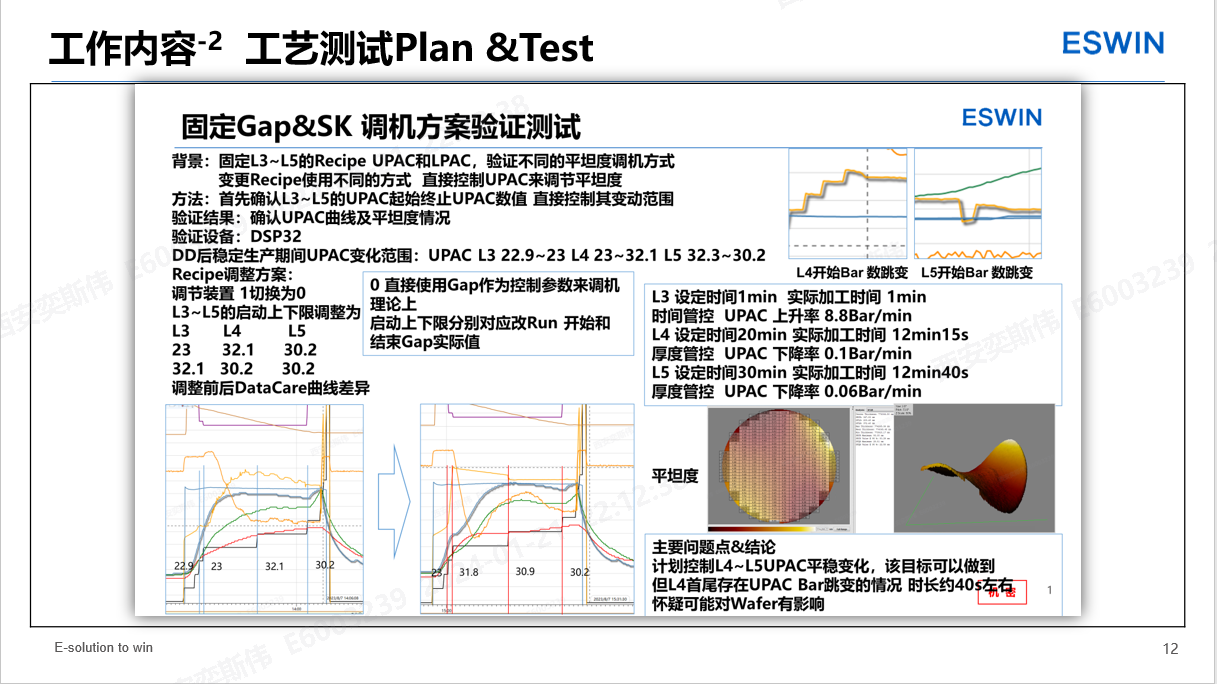 工作内容-2 工艺测试Plan &Test
ESWIN
固定Gap&SK 调机方案验证测试
ESWIN
背景：固定L3~L5的Recipe UPAC和LPAC，验证不同的平坦度调机方式
变更Recipe使用不同的方式 直接控制UPAC来调节平坦度
方法：首先确认L3~L5的UPAC起始终止UPAC数值 直接控制其变动范围
验证结果：确认UPAC曲线及平坦度情况
验证设备：DSP32
DD后稳定生产期间UPAC变化范围：UPAC L3 22.9~23 L4 23~32.1 L5 32.3~30.2
Recipe调整方案：
调节装置 1切换为0
L3~L5的启动上下限调整为
L3 L4 L5
23 32.1 30.2
32.1 30.2 30.2
调整前后DataCare曲线差异
0 直接使用Gap作为控制参数来调机
理论上
启动上下限分别对应改Run 开始和
结束Gap实际值
L4开始Bar 数跳变
L5开始Bar 数跳变
L3 设定时间1min 实际加工时间 1min
时间管控 UPAC 上升率 8.8Bar/min
L4 设定时间20min 实际加工时间 12min15s
厚度管控 UPAC 下降率 0.1Bar/min
L5 设定时间30min 实际加工时间 12min40s
厚度管控 UPAC 下降率 0.06Bar/min
22.9 23 32.1 30.2
23 31.8 30.9 30.2
平坦度
主要问题点&结论
计划控制L4~L5UPAC平稳变化，该目标可以做到
但L4首尾存在UPAC Bar跳变的情况 时长约40s左右
怀疑可能对Wafer有影响
机 密
1
E-solution to win
12
西安奕斯伟 E6003239